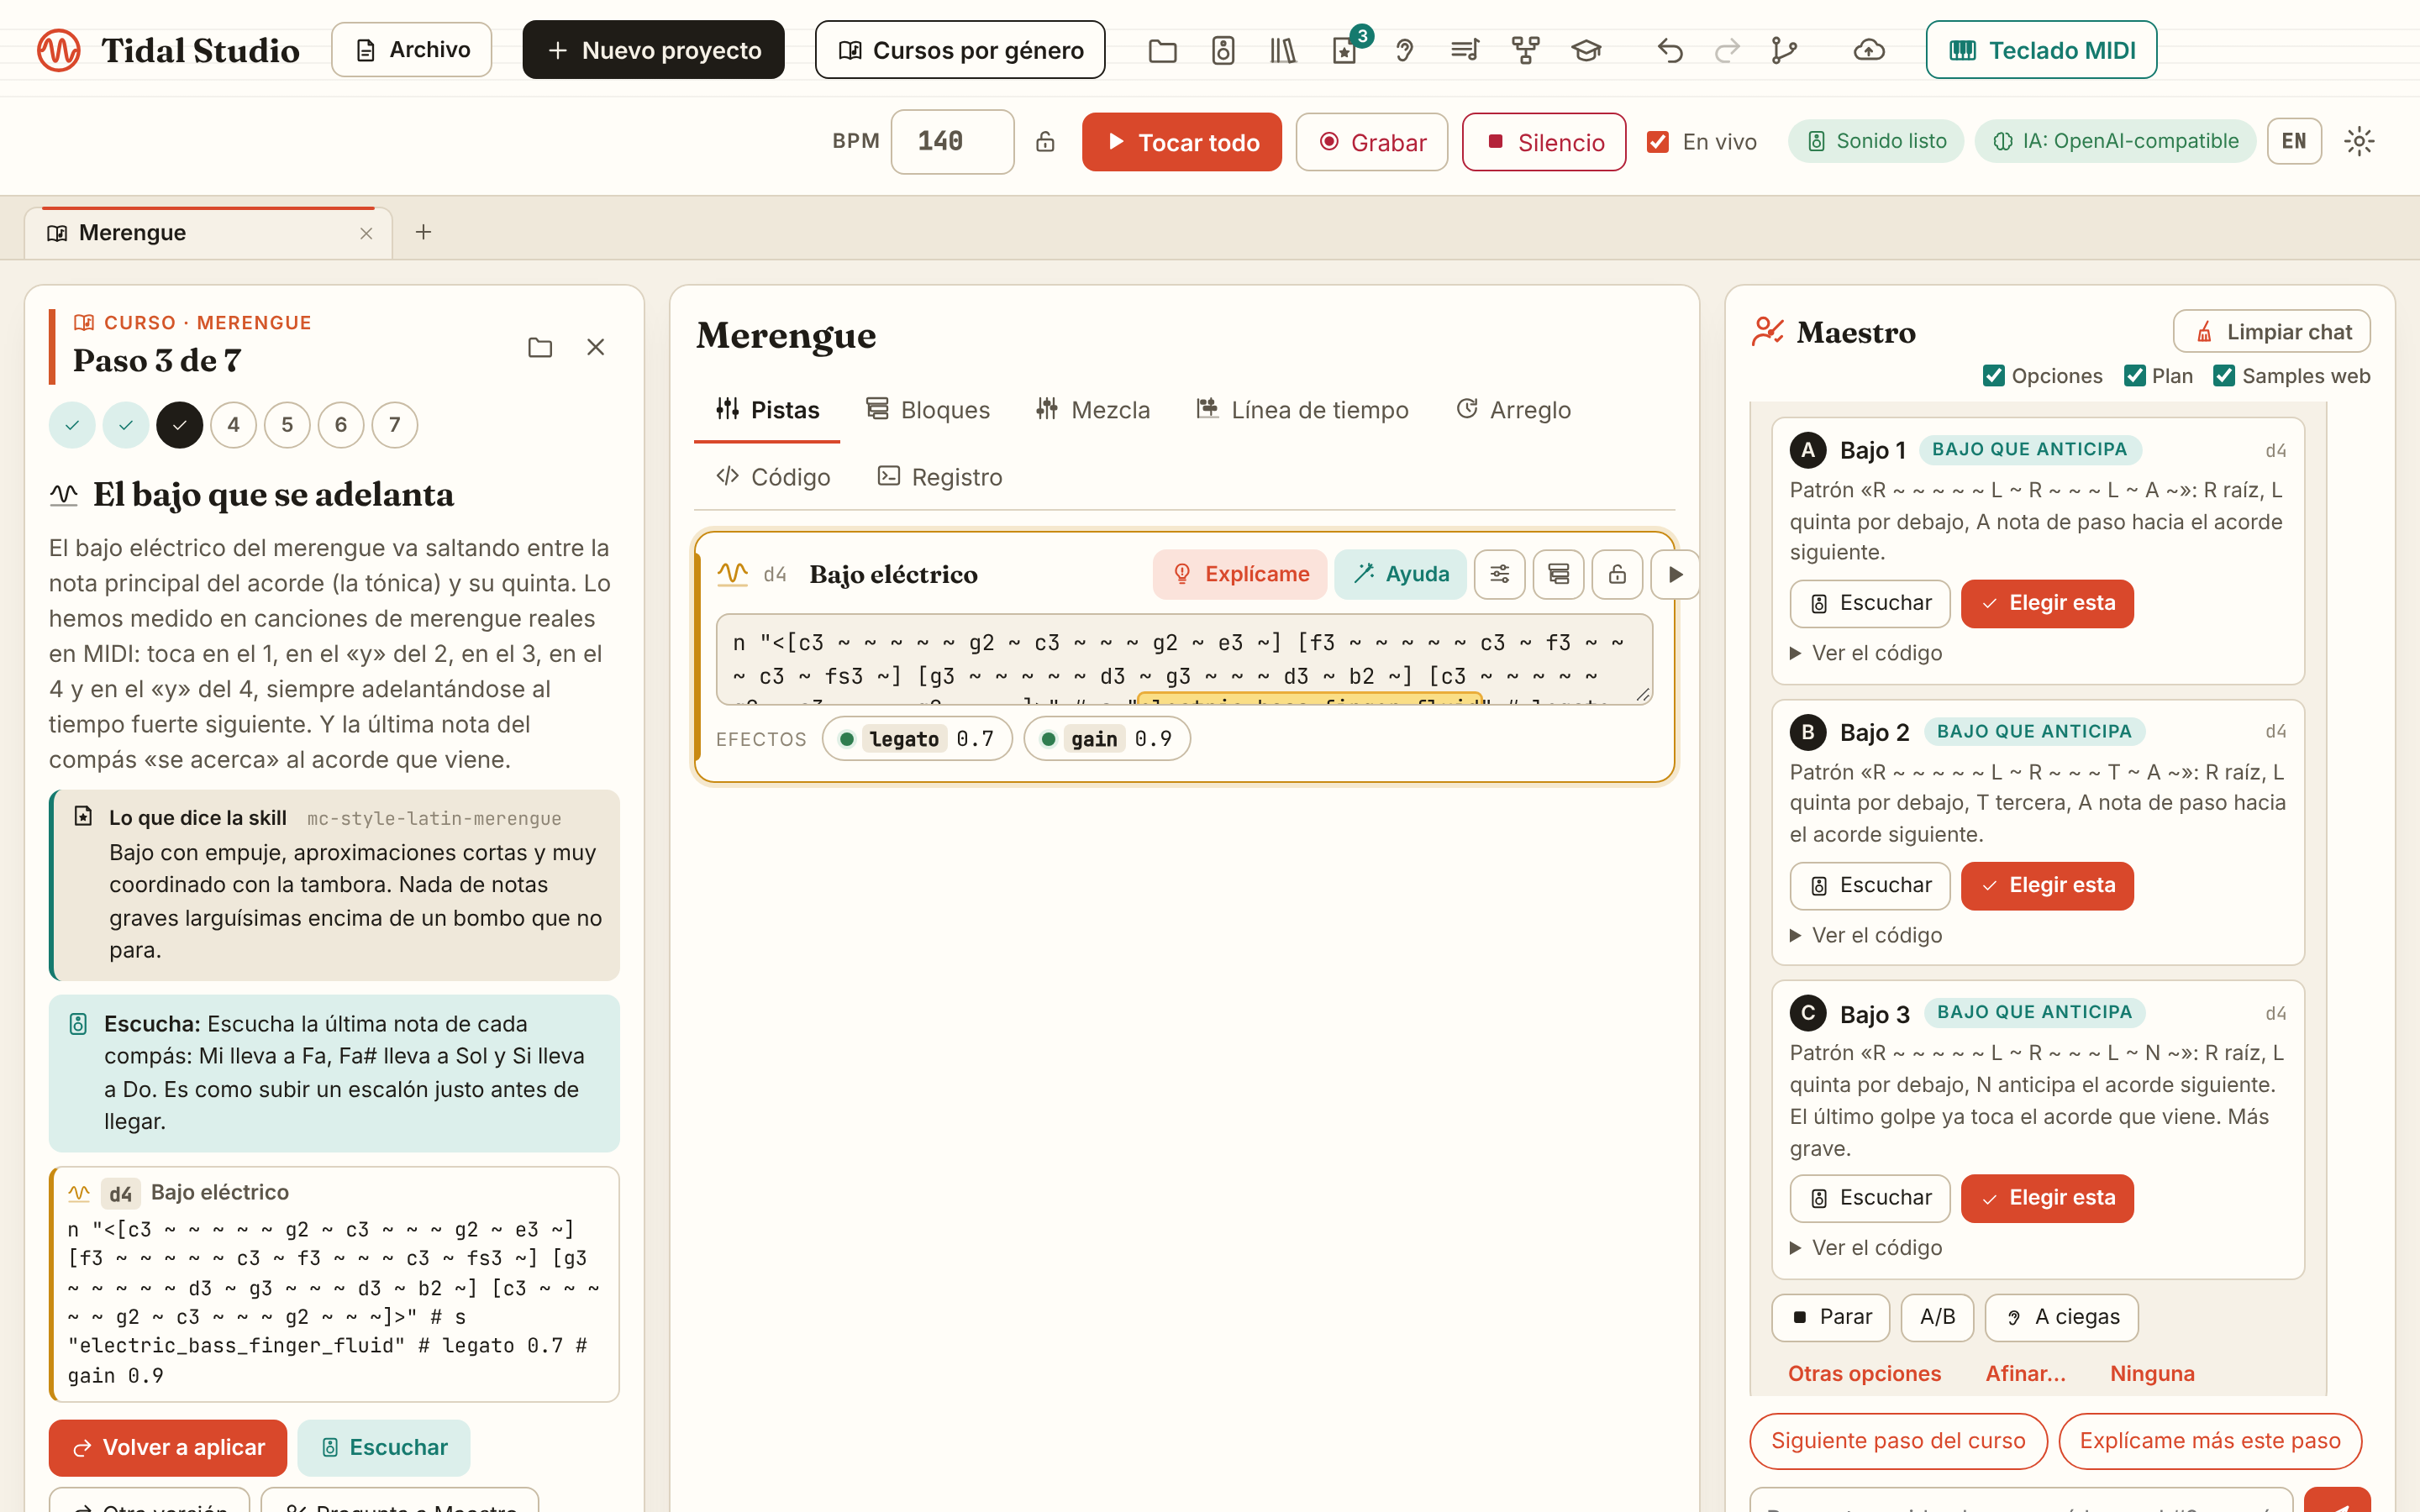 Tidal Studio
Archivo
Nuevo proyecto
Cursos por género
3
Teclado MIDI
BPM
140
Tocar todo
Grabar
Silencio
En vivo
Sonido listo
IA: OpenAI-compatible
EN
Merengue
CURSO · MERENGUE
Paso 3 de 7
4
5
6
7
El bajo que se adelanta
El bajo eléctrico del merengue va saltando entre la
nota principal del acorde (la tónica) y su quinta. Lo
hemos medido en canciones de merengue reales
en MIDI: toca en el 1, en el «y» del 2, en el 3, en el
4 y en el «y» del 4, siempre adelantándose al
tiempo fuerte siguiente. Y la última nota del
compás «se acerca» al acorde que viene.
Lo que dice la skill mc-style-latin-merengue
Bajo con empuje, aproximaciones cortas y muy
coordinado con la tambora. Nada de notas
graves larguísimas encima de un bombo que no
para.
Escucha: Escucha la última nota de cada
compás: Mi lleva a Fa, Fa# lleva a Sol y Si lleva
a Do. Es como subir un escalón justo antes de
llegar.
d4 Bajo eléctrico
n "<[c3 ~ ~ ~ ~ ~ g2 ~ c3 ~ ~ ~ g2 ~ e3 ~]
[f3 ~ ~ ~ ~ ~ c3 ~ f3 ~ ~ ~ c3 ~ fs3 ~] [g3
~ ~ ~ ~ ~ d3 ~ g3 ~ ~ ~ d3 ~ b2 ~] [c3 ~ ~ ~
~ ~ g2 ~ c3 ~ ~ ~ g2 ~ ~ ~]>" # s
"electric_bass_finger_fluid" # legato 0.7 #
gain 0.9
Volver a aplicar
Escuchar
Otra versión
Pregunta a Maestro
Merengue
Pistas
Bloques
Mezcla
Línea de tiempo
Arreglo
Código
Registro
d4 Bajo eléctrico
Explícame
Ayuda
n "<[c3 ~ ~ ~ ~ ~ g2 ~ c3 ~ ~ ~ g2 ~ e3 ~] [f3 ~ ~ ~ ~ ~ c3 ~ f3 ~ ~
~ c3 ~ fs3 ~] [g3 ~ ~ ~ ~ ~ d3 ~ g3 ~ ~ ~ d3 ~ b2 ~] [c3 ~ ~ ~ ~ ~
EFECTOS
legato 0.7
gain 0.9
Maestro
Limpiar chat
Opciones
Plan
Samples web
A Bajo 1 BAJO QUE ANTICIPA d4
Patrón «R ~ ~ ~ ~ ~ L ~ R ~ ~ ~ L ~ A ~»: R raíz, L
quinta por debajo, A nota de paso hacia el acorde
siguiente.
Escuchar
Elegir esta
Ver el código
B Bajo 2 BAJO QUE ANTICIPA d4
Patrón «R ~ ~ ~ ~ ~ L ~ R ~ ~ ~ T ~ A ~»: R raíz, L
quinta por debajo, T tercera, A nota de paso hacia
el acorde siguiente.
Escuchar
Elegir esta
Ver el código
C Bajo 3 BAJO QUE ANTICIPA d4
Patrón «R ~ ~ ~ ~ ~ L ~ R ~ ~ ~ L ~ N ~»: R raíz, L
quinta por debajo, N anticipa el acorde siguiente.
El último golpe ya toca el acorde que viene. Más
grave.
Escuchar
Elegir esta
Ver el código
Parar
A/B
A ciegas
Otras opciones
Afinar...
Ninguna
Siguiente paso del curso
Explícame más este paso